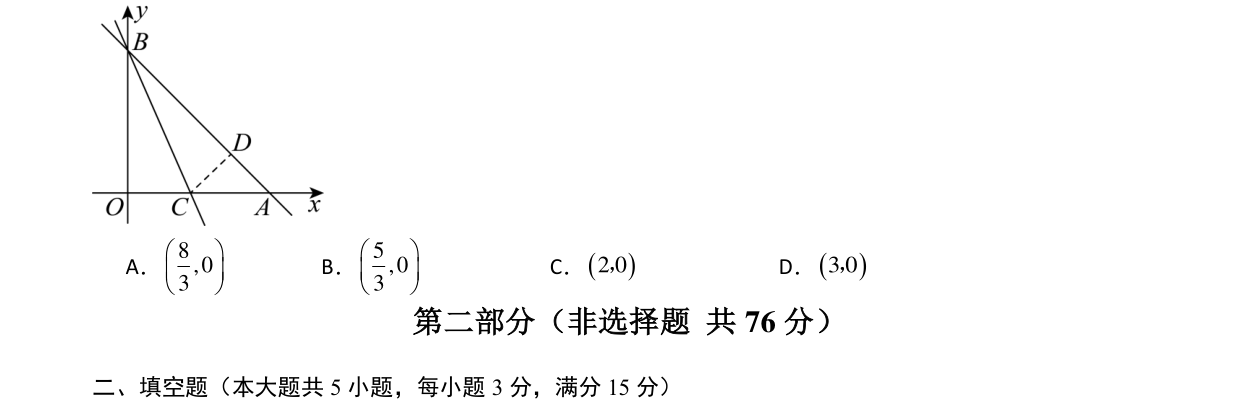 y
B
D
O C A x
A. (8/3,0) B. (5/3,0) C. (2,0) D. (3,0)
第二部分（非选择题 共 76 分）
二、填空题（本大题共 5 小题，每小题 3 分，满分 15 分）